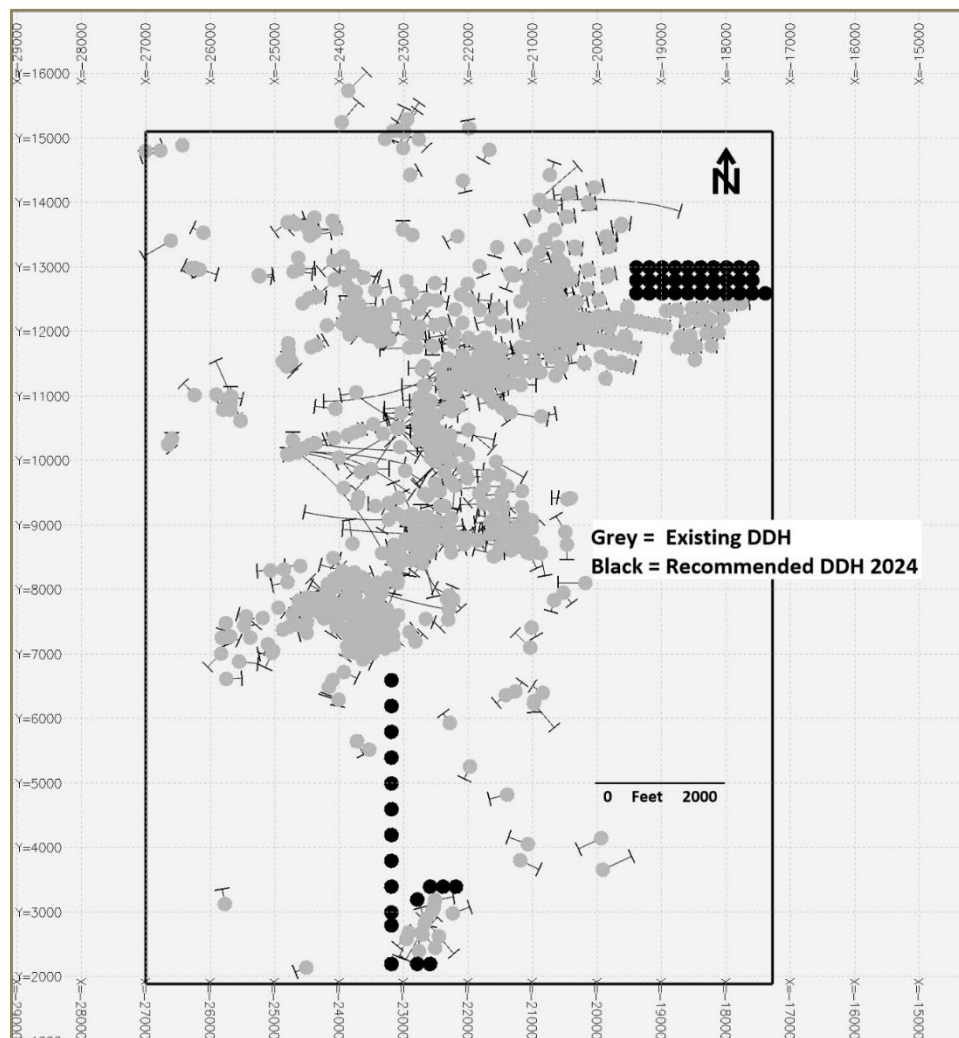 X=-29000
X=-28000
X=-27000
X=-26000
X=-25000
X=-24000
X=-23000
X=-22000
X=-21000
X=-20000
X=-19000
X=-18000
X=-17000
X=-16000
X=-15000
Y=16000
Y=15000
N
Y=14000
Y=13000
Y=12000
Y=11000
Y=10000
Y=9000
Grey = Existing DDH
Black = Recommended DDH 2024
Y=8000
Y=7000
Y=6000
Y=5000
0 Feet 2000
Y=4000
Y=3000
Y=2000
X=-29000
X=-28000
X=-27000
X=-26000
X=-25000
X=-24000
X=-23000
X=-22000
X=-21000
X=-20000
X=-19000
X=-18000
X=-17000
X=-16000
X=-15000